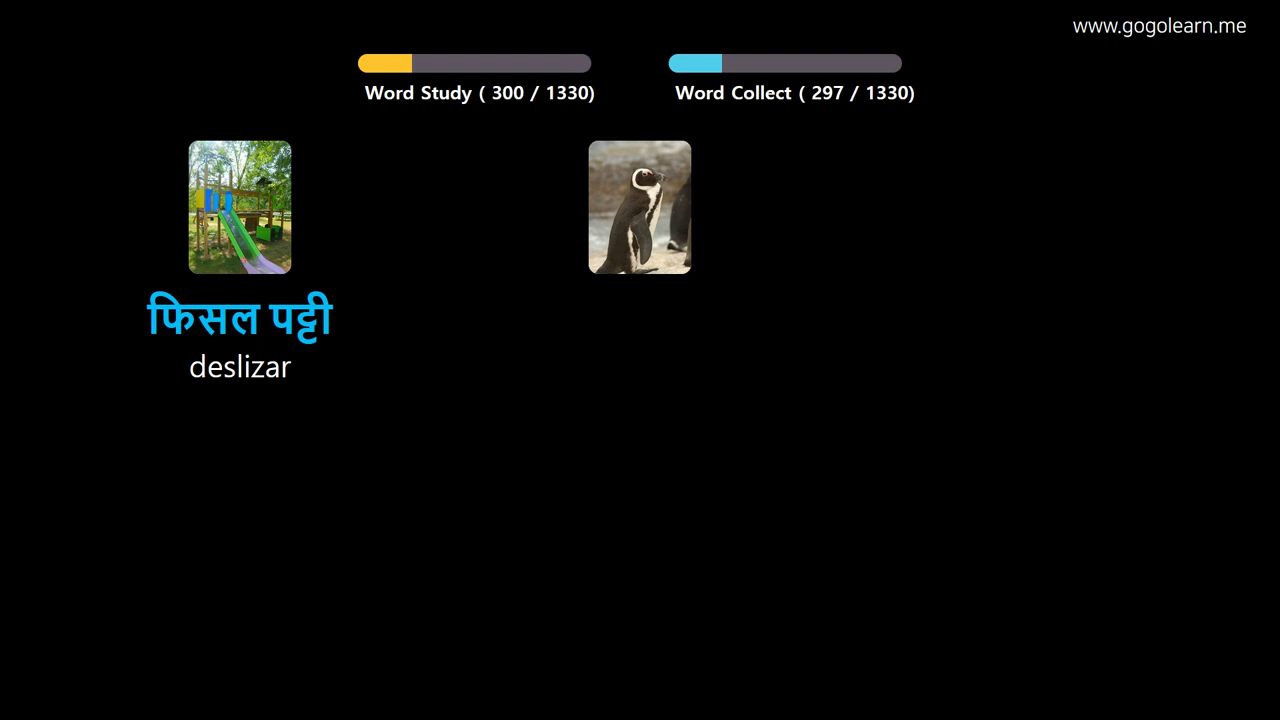 www.gogolearn.me
Word Study ( 300 / 1330)
Word Collect ( 297 / 1330)
फिसल पट्टी
deslizar